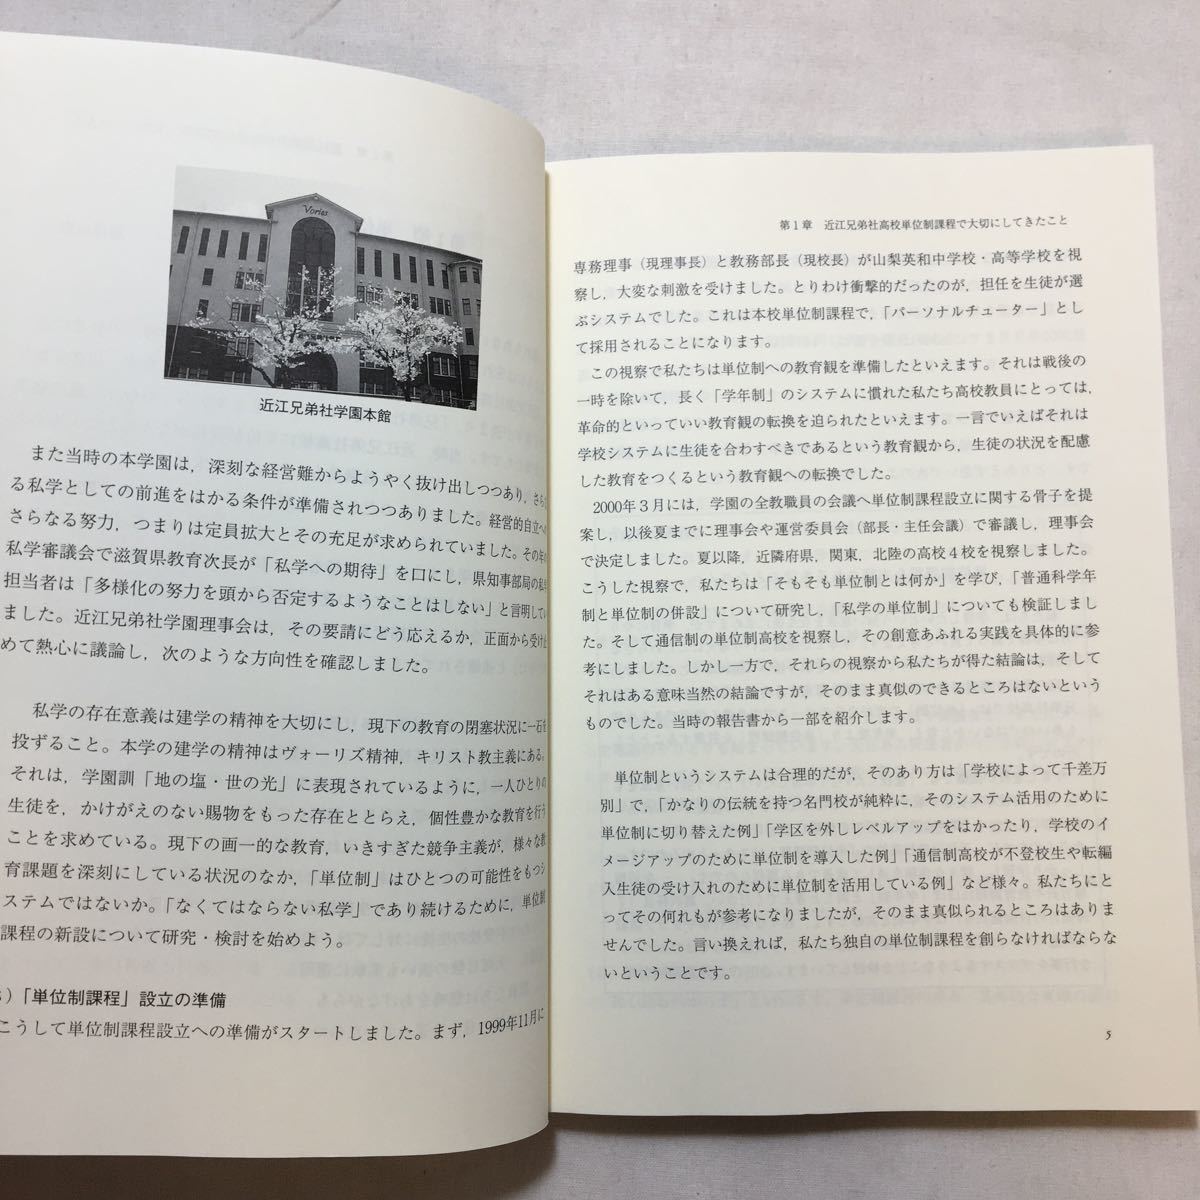 Vories
近江兄弟社学園本館
また当時の本学園は，深刻な経営難からようやく抜け出しつつあり，さら
る私学としての前進をはかる条件が準備されつつありました。経営的自立へ
さらなる努力，つまりは定員拡大とその充足が求められていました。その年の
私学審議会で滋賀県教育次長が「私学への期待」を口にし，県知事部局の私学
担当者は「多様化の努力を頭から否定するようなことはしない」と言明してい
ました。近江兄弟社学園理事会は，その要請にどう応えるか，正面から受け止
めて熱心に議論し，次のような方向性を確認しました。
私学の存在意義は建学の精神を大切にし，現下の教育の閉塞状況に一石を
投ずること。本学の建学の精神はヴォーリズ精神，キリスト教主義にある。
それは，学園訓「地の塩・世の光」に表現されているように，一人ひとりの
生徒を，かけがえのない賜物をもった存在ととらえ，個性豊かな教育を行う
ことを求めている。現下の画一的な教育，いきすぎた競争主義が，様々な教
育課題を深刻にしている状況のなか，「単位制」はひとつの可能性をもつシ
ステムではないか。「なくてはならない私学」であり続けるために，単位制
課程の新設について研究・検討を始めよう。
）「単位制課程」設立の準備
こうして単位制課程設立への準備がスタートしました。まず，1999年11月に
第1章　近江兄弟社高校単位制課程で大切にしてきたこと
専務理事（現理事長）と教務部長（現校長）が山梨英和中学校・高等学校を視
察し，大変な刺激を受けました。とりわけ衝撃的だったのが，担任を生徒が選
ぶシステムでした。これは本校単位制課程で，「パーソナルチューター」とし
て採用されることになります。
この視察で私たちは単位制への教育観を準備したといえます。それは戦後の
一時を除いて，長く「学年制」のシステムに慣れた私たち高校教員にとっては，
革命的といっていい教育観の転換を迫られたといえます。一言でいえばそれは
学校システムに生徒を合わすべきであるという教育観から，生徒の状況を配慮
した教育をつくるという教育観への転換でした。
2000年３月には，学園の全教職員の会議へ単位制課程設立に関する骨子を提
案し，以後夏までに理事会や運営委員会（部長・主任会議）で審議し，理事会
で決定しました。夏以降，近隣府県，関東，北陸の高校４校を視察しました。
こうした視察で，私たちは「そもそも単位制とは何か」を学び，「普通科学年
制と単位制の併設」について研究し，「私学の単位制」についても検証しまし
た。そして通信制の単位制高校を視察し，その創意あふれる実践を具体的に参
考にしました。しかし一方で，それらの視察から私たちが得た結論は，そして
それはある意味当然の結論ですが，そのまま真似のできるところはないという
ものでした。当時の報告書から一部を紹介します。
単位制というシステムは合理的だが，そのあり方は「学校によって千差万
別」で，「かなりの伝統を持つ名門校が純粋に，そのシステム活用のために
単位制に切り替えた例」「学区を外しレベルアップをはかったり，学校のイ
メージアップのために単位制を導入した例」「通信制高校が不登校生や転編
入生徒の受け入れのために単位制を活用している例」など様々。私たちにと
ってその何れもが参考になりましたが，そのまま真似られるところはありま
せんでした。言い換えれば，私たち独自の単位制課程を創らなければならな
いということです。
5